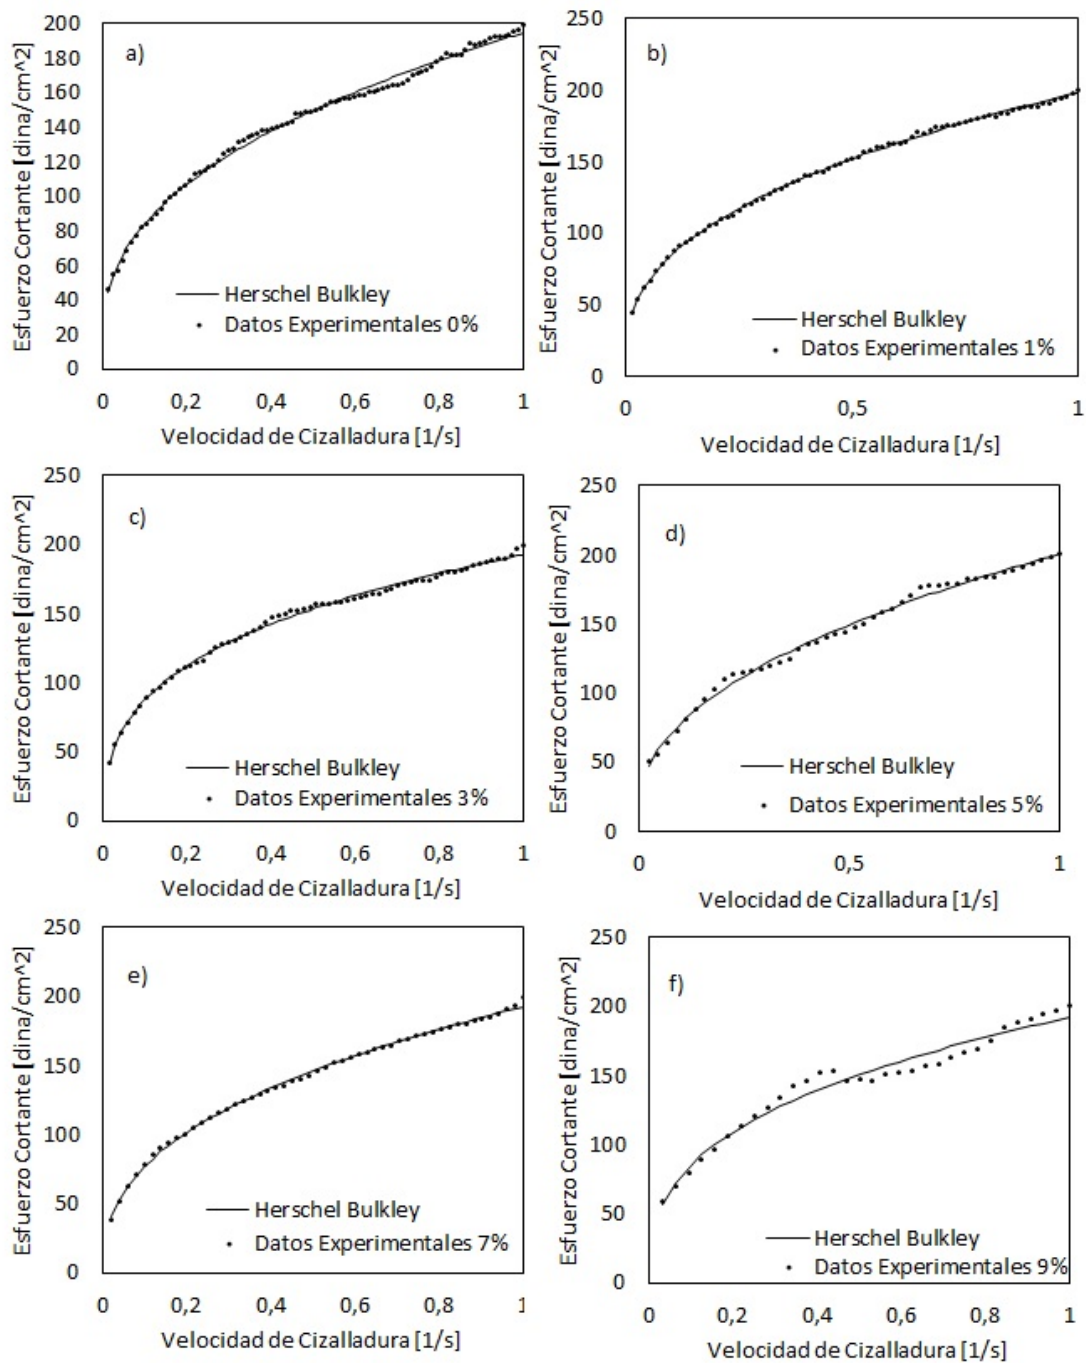 a)
Esfuerzo Cortante [dina/cm^2]
200
180
160
140
120
100
80
60
40
20
0
Herschel Bulkley
Datos Experimentales 0%
0 0,2 0,4 0,6 0,8 1
Velocidad de Cizalladura [1/s]
b)
Esfuerzo Cortante [dina/cm^2]
250
200
150
100
50
0
Herschel Bulkley
Datos Experimentales 1%
0 0,5 1
Velocidad de Cizalladura [1/s]
c)
Esfuerzo Cortante [dina/cm^2]
250
200
150
100
50
0
Herschel Bulkley
Datos Experimentales 3%
0 0,2 0,4 0,6 0,8 1
Velocidad de Cizalladura [1/s]
d)
Esfuerzo Cortante [dina/cm^2]
250
200
150
100
50
0
Herschel Bulkley
Datos Experimentales 5%
0 0,5 1
Velocidad de Cizalladura [1/s]
e)
Esfuerzo Cortante [dina/cm^2]
250
200
150
100
50
0
Herschel Bulkley
Datos Experimentales 7%
0 0,2 0,4 0,6 0,8 1
Velocidad de Cizalladura [1/s]
f)
Esfuerzo Cortante [dina/cm^2]
250
200
150
100
50
0
Herschel Bulkley
Datos Experimentales 9%
0 0,2 0,4 0,6 0,8 1
Velocidad de Cizalladura [1/s]